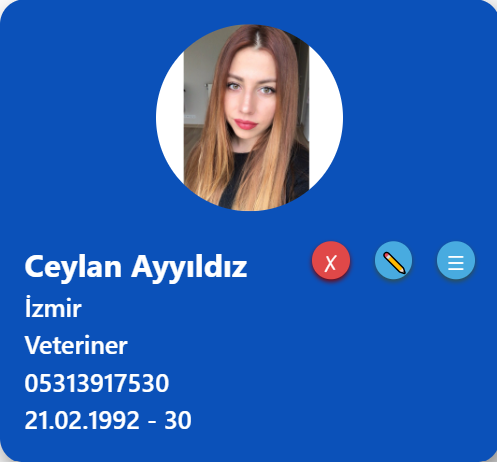 Ceylan Ayyıldız
X
İzmir
Veteriner
05313917530
21.02.1992 - 30